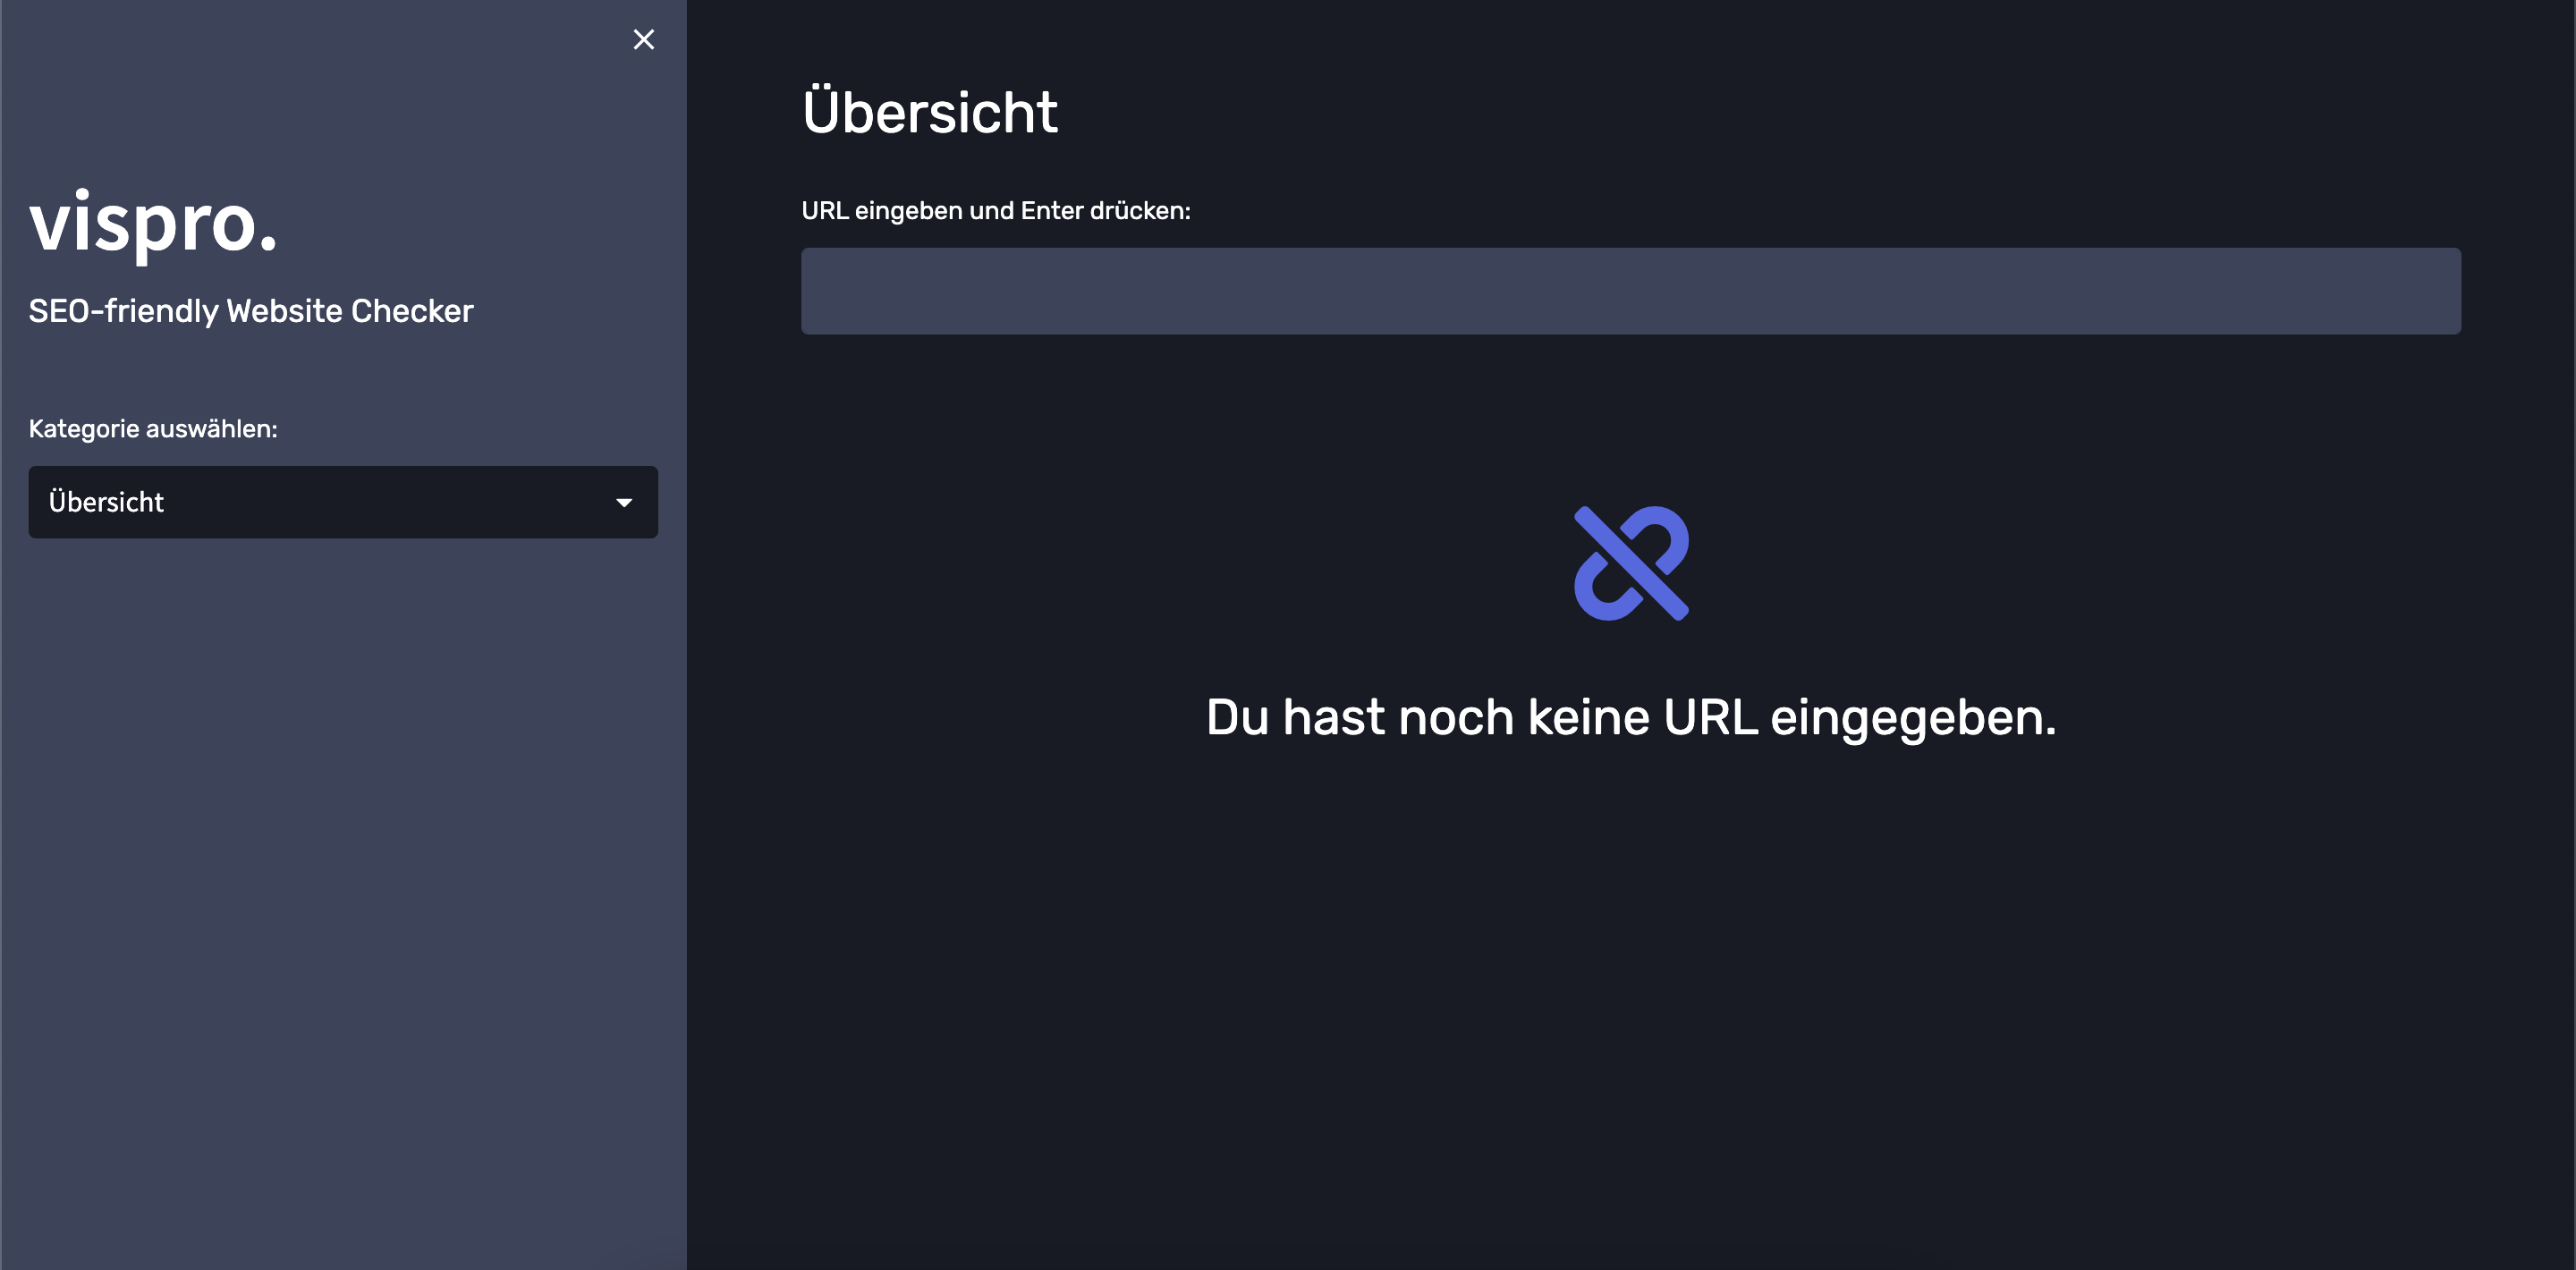 vispro.
SEO-friendly Website Checker
Kategorie auswählen:
Übersicht
Übersicht
URL eingeben und Enter drücken:
Du hast noch keine URL eingegeben.